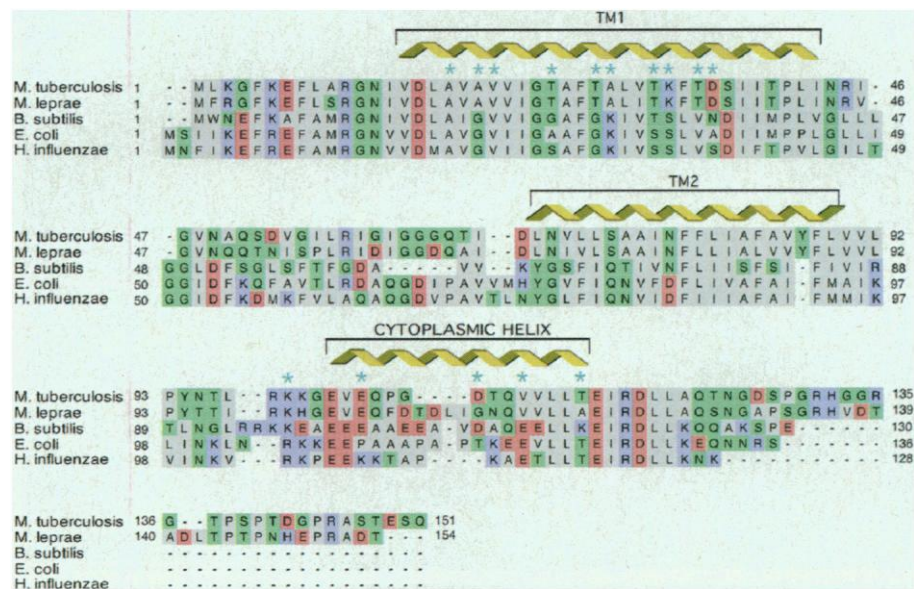 TM1
* ** * ** ** **
M. tuberculosis 1 - - M L K G F K E F L A R G N I V D L A V A V V I G T A F T A L V T K F T D S I I T P L I N R I - 46
M. leprae 1 - - M F R G F K E F L S R G N I V D L A V A V V I G T A F T A L I T K F T D S I I T P L I N R V - 46
B. subtilis 1 - - M W N E F K A F A M R G N I V D L A I G V V I G G A F G K I V T S L V N D I I M P L V G L L L 47
E. coli 1 M S I I K E F R E F A M R G N V V D L A V G V I I G A A F G K I V S S L V A D I I M P P L G L L I 49
H. influenzae 1 M N F I K E F R E F A M R G N V V D M A V G V I I G S A F G K I V S S L V S D I F T P V L G I L T 49
TM2
M. tuberculosis 47 - G V N A Q S D V G I L R I G I G G G Q T I - - D L N V L L S A A I N F F L I A F A V Y F L V V L 92
M. leprae 47 - G V N Q Q T N I S P L R I D I G G D Q A I - - D L N I V L S A A I N F L L I A L V V Y F L V V L 92
B. subtilis 48 G G L D F S G L S F T F G D A - - - - - V V - K Y G S F I Q T I V N F L I I S F S I - F I V I R 88
E. coli 50 G G I D F K Q F A V T L R D A Q G D I P A V V M H Y G V F I Q N V F D F L I V A F A I - F M A I K 97
H. influenzae 50 G G I D F K D M K F V L A Q A Q G D V P A V T L N Y G L F I Q N V I D F L I V A F A I - F M M I K 97
CYTOPLASMIC HELIX
* * * * *
M. tuberculosis 93 P Y N T L - - R K K G E V E Q P G - - - D T Q V V L L T E I R D L L A Q T N G D S P G R H G G R 135
M. leprae 93 P Y T T I - - R K H G E V E Q F D T D L I G N Q V V L L A E I R D L L A Q S N G A P S G R H V D T 139
B. subtilis 89 T L N G L R R K K E A E E E A A E E A - V D A Q E E L L K E I R D L L K Q Q A K S P E - - - - - - 130
E. coli 98 L I N K L N - R K K E E P A A A P A - P T K E E V L L T E I R D L L K E Q N N R S - - - - - - - 136
H. influenzae 98 V I N K V - - - R K P E E K K T A P - - - K A E T L L T E I R D L L K N K - - - - - - - - - - 128
M. tuberculosis 136 G - - T P S P T D G P R A S T E S Q 151
M. leprae 140 A D L T P T P N H E P R A D T - - - 154
B. subtilis - - - - - - - - - - - - - - - - - -
E. coli - - - - - - - - - - - - - - - - - -
H. influenzae - - - - - - - - - - - - - - - - - -